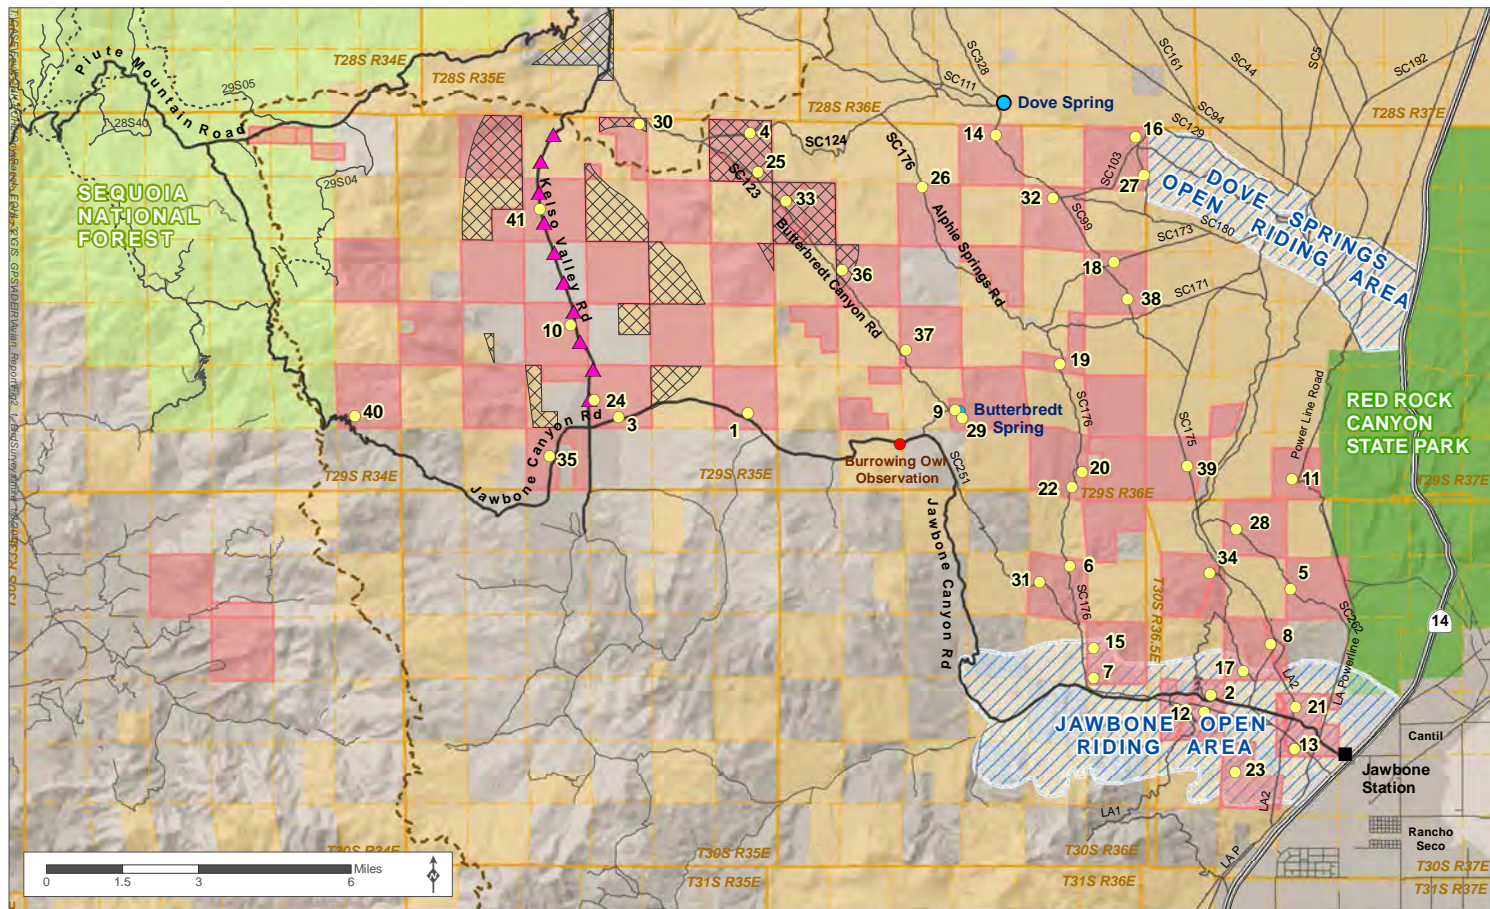 Piute Mountain Road
29S05
28S40
29S04
T28S R34E
T28S R35E
T28S R36E
T28S R37E
SC328
SC111
SC161
SC44
SC5
SC192
SC94
SC129
Dove Spring
SC124
SC176
SC103
SC123
30
4
14
16
25
26
27
33
32
41
36
18
38
10
37
19
24
3
1
9
29
40
35
20
22
39
11
28
34
5
6
31
15
8
7
17
2
12
21
13
23
SEQUOIA
NATIONAL
FOREST
Kelso Valley Rd
Butterbredt Canyon Rd
Alphie Springs Rd
SC99
SC173
SC180
SC171
DOVE SPRINGS
OPEN RIDING AREA
Butterbredt
Spring
SC176
SC175
Power Line Road
RED ROCK
CANYON
STATE PARK
Jawbone Canyon Rd
Burrowing Owl
Observation
SC251
T29S R34E
T29S R35E
T29S R36E
T29S R37E
Jawbone Canyon Rd
T30S R36.5E
SC176
SC262
14
LA2
LA Powerline
JAWBONE OPEN
RIDING AREA
Cantil
Jawbone
Station
LA1
LA2
LA P
Rancho
Seco
T30S R34E
T30S R35E
T30S R36E
T30S R37E
T31S R35E
T31S R36E
T31S R37E
0
1.5
3
6
Miles
N